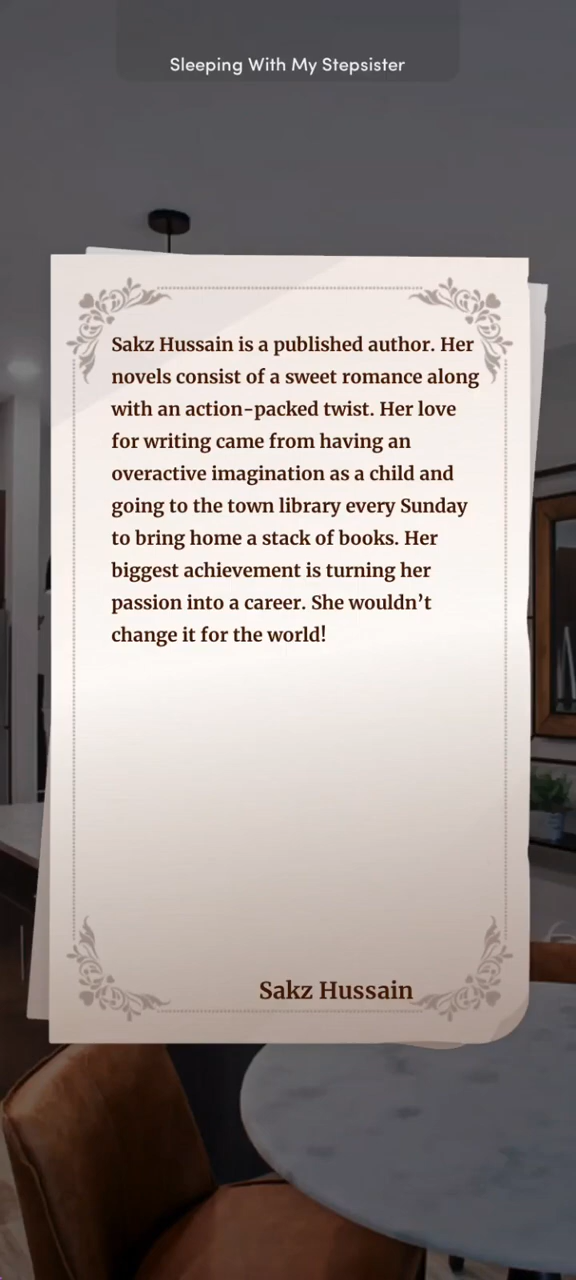 Sleeping With My Stepsister
Sakz Hussain is a published author. Her
novels consist of a sweet romance along
with an action-packed twist. Her love
for writing came from having an
overactive imagination as a child and
going to the town library every Sunday
to bring home a stack of books. Her
biggest achievement is turning her
passion into a career. She wouldn’t
change it for the world!
Sakz Hussain